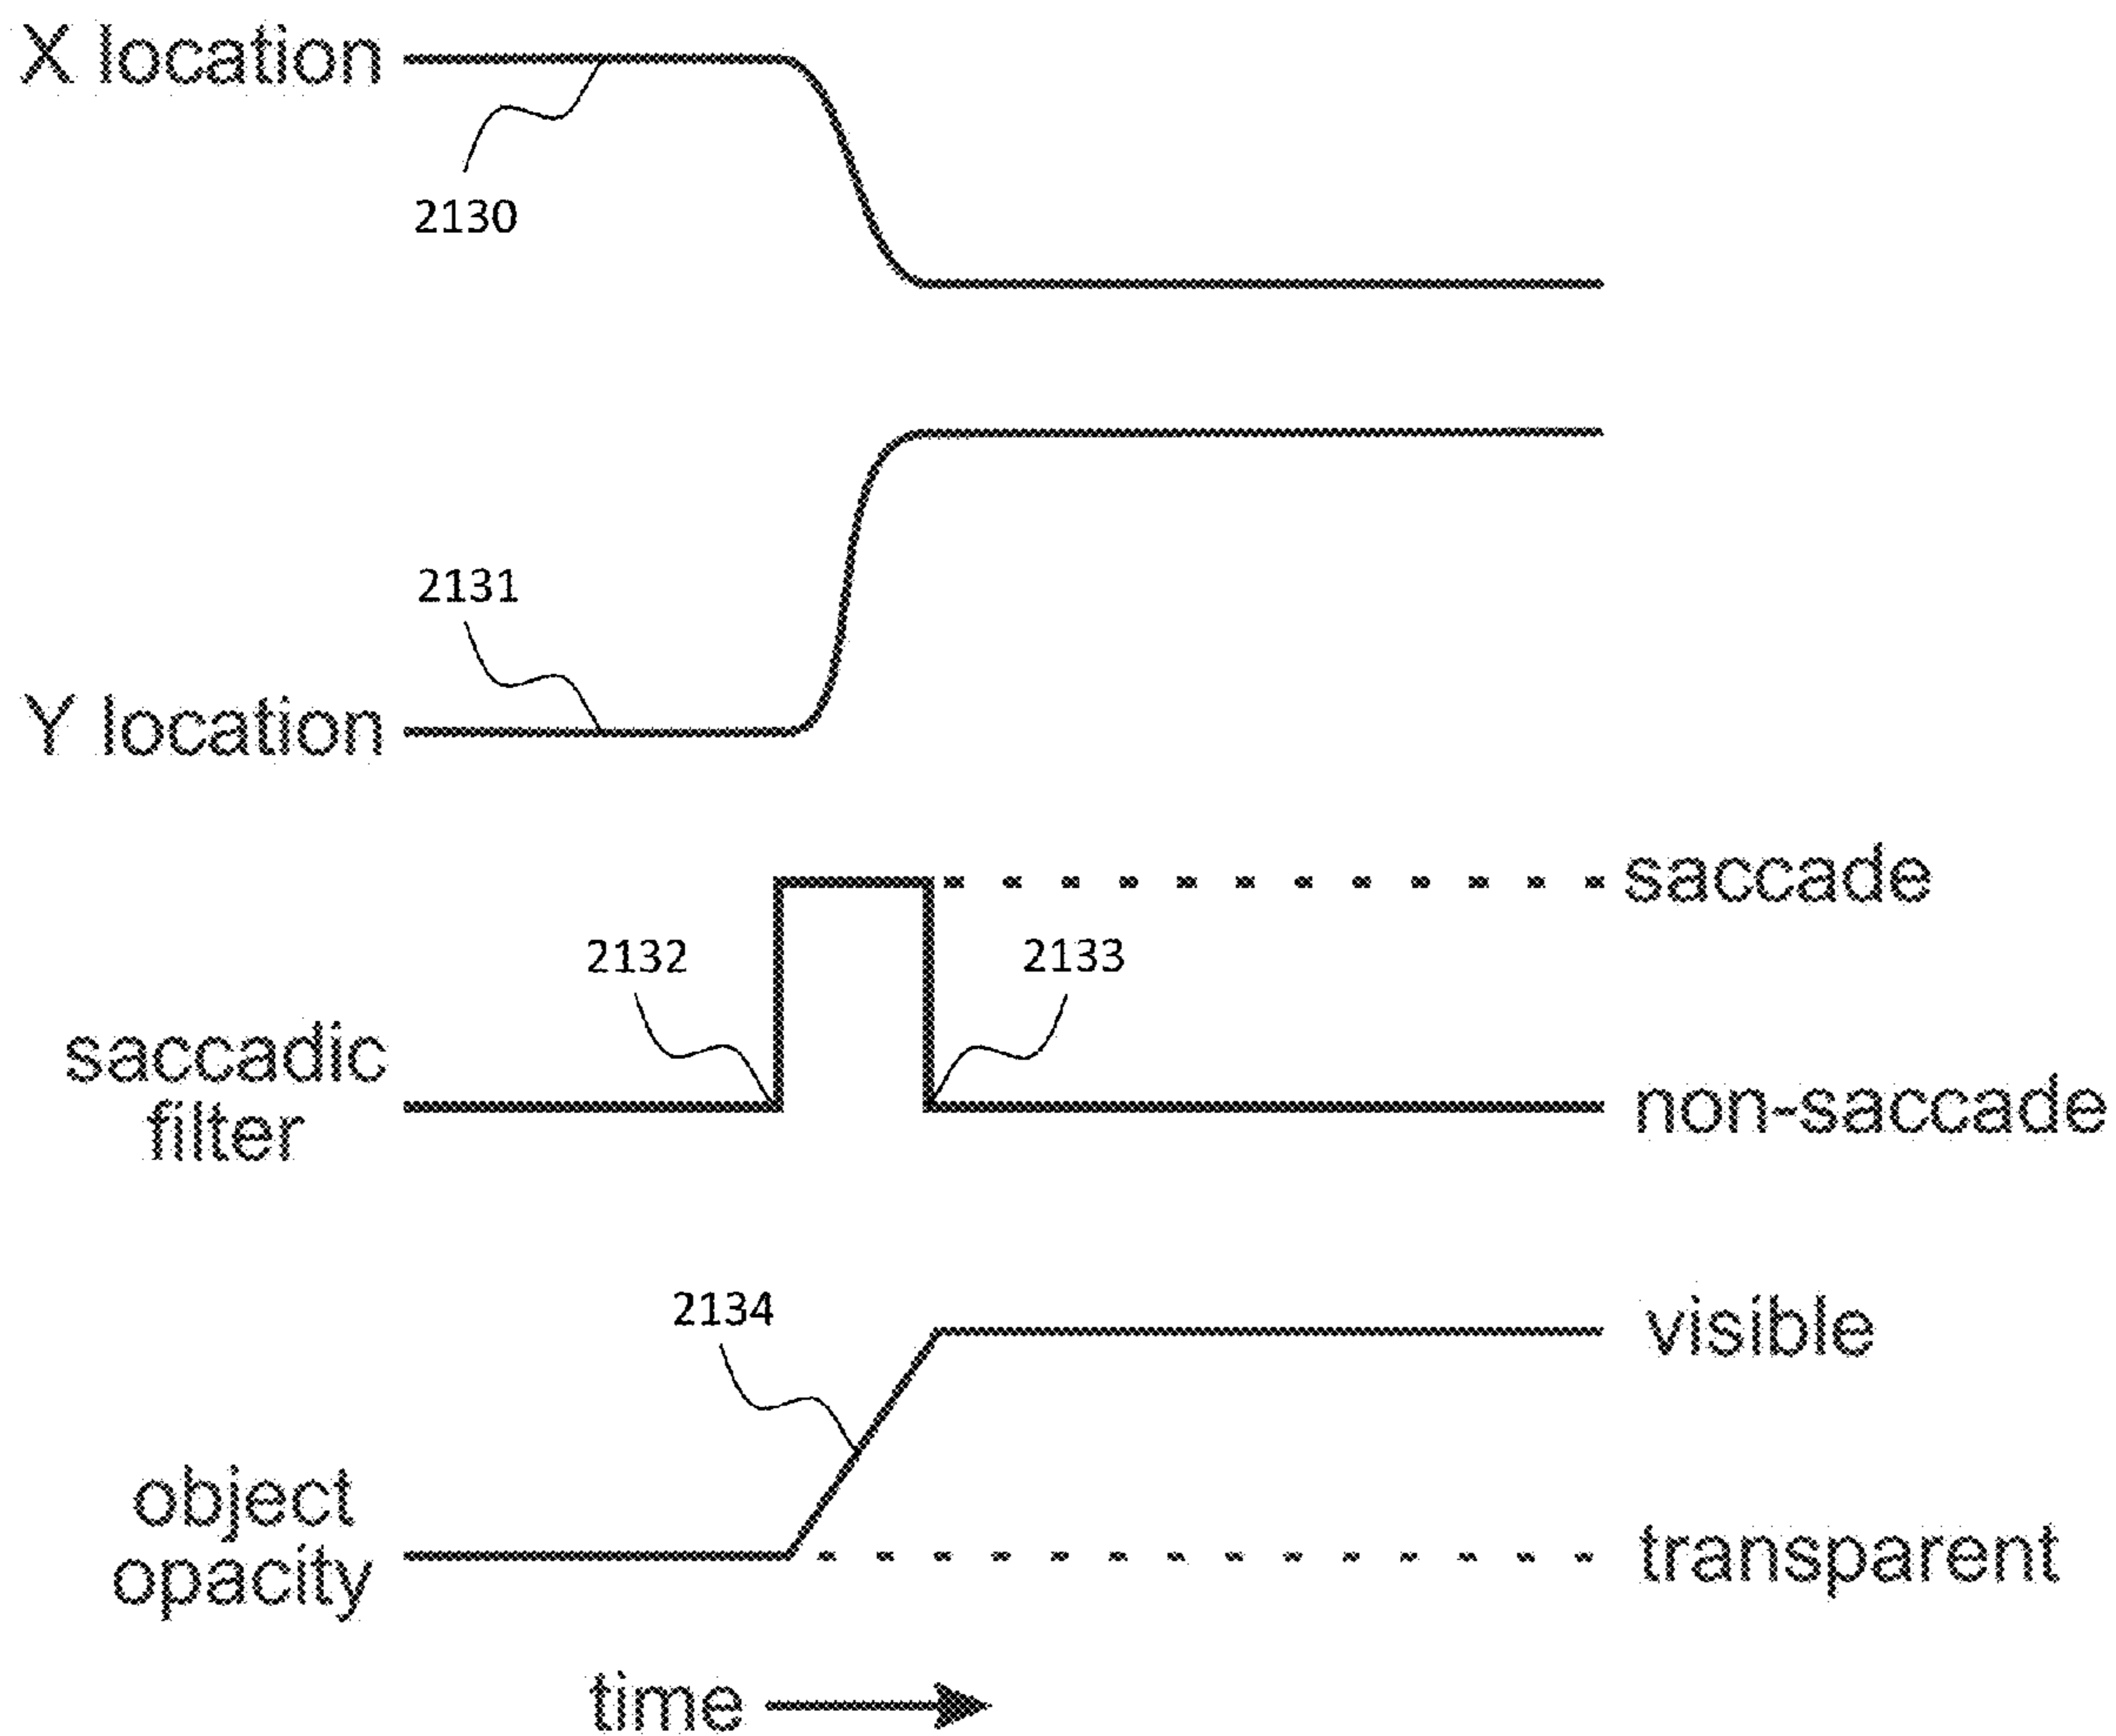 X location
2130
2131
Y location
saccade
2132
2133
saccadic
filter
non-saccade
2134
visible
object
opacity
transparent
time